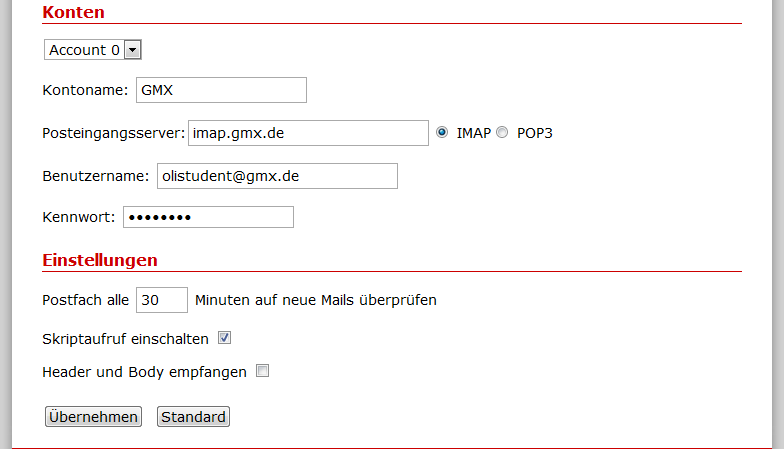 Konten
Account 0
Kontoname: GMX
Posteingangsserver: imap.gmx.de IMAP POP3
Benutzername: olistudent@gmx.de
Kennwort: ••••••••
Einstellungen
Postfach alle 30 Minuten auf neue Mails überprüfen
Skriptaufruf einschalten
Header und Body empfangen
Übernehmen Standard